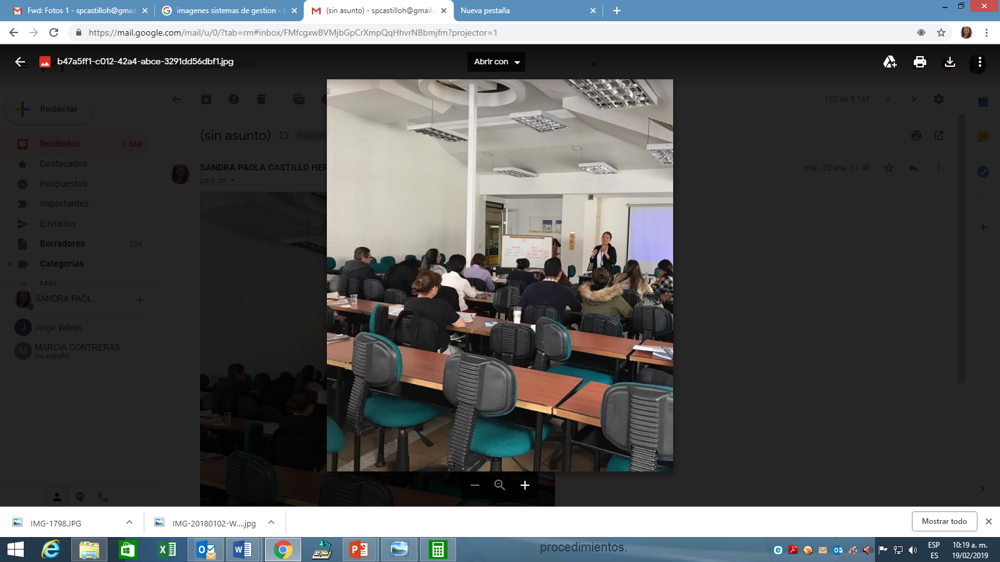 Fwd: Fotos 1 - spcastilloh@gmail
imagenes sistemas de gestion - B
(sin asunto) - spcastilloh@gmail.c
Nueva pestaña
https://mail.google.com/mail/u/0/?tab=rm#inbox/FMfcgxwBVMjbGpCrXmpQqHhvrNBbmjfm?projector=1
b47a5ff1-c012-42a4-abce-3291dd56dbf1.jpg
Abrir con
Redactar
152 de 5.167
(sin asunto)
Recibido
Recibidos
1.568
Destacados
SANDRA PAOLA CASTILLO HER
mié., 23 ene. 11:40
para mí
Pospuestos
Importantes
Enviados
Borradores
134
Categorías
Más
SANDRA PAOL
Jorge Vallejo
MARCIA CONTRERAS
los extraño
IMG-1798.JPG
IMG-20180102-W....jpg
Mostrar todo
procedimientos.
ESP
ES
10:19 a. m.
19/02/2019